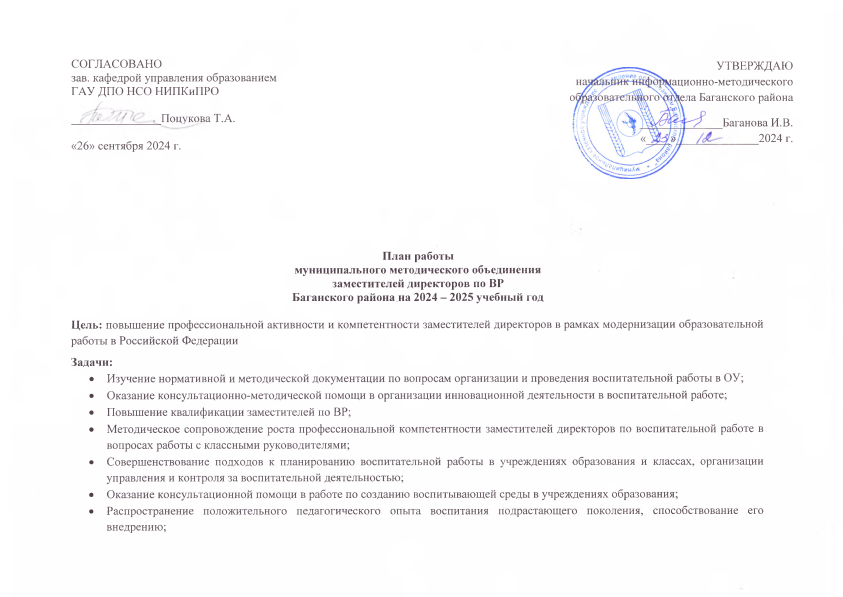 СОГЛАСОВАНО
зав. кафедрой управления образованием
ГАУ ДПО НСО НИПКиПРО
Поцукова Т.А.
«26» сентября 2024 г.
УТВЕРЖДАЮ
начальник информационно-методического
образовательного отдела Баганского района
Баганова И.В.
2024 г.
План работы
муниципального методического объединения
заместителей директоров по ВР
Баганского района на 2024 – 2025 учебный год
Цель: повышение профессиональной активности и компетентности заместителей директоров в рамках модернизации образовательной
работы в Российской Федерации
Задачи:
• Изучение нормативной и методической документации по вопросам организации и проведения воспитательной работы в ОУ;
• Оказание консультационно-методической помощи в организации инновационной деятельности в воспитательной работе;
• Повышение квалификации заместителей по ВР;
• Методическое сопровождение роста профессиональной компетентности заместителей директоров по воспитательной работе в
вопросах работы с классными руководителями;
• Совершенствование подходов к планированию воспитательной работы в учреждениях образования и классах, организации
управления и контроля за воспитательной деятельностью;
• Оказание консультационной помощи в работе по созданию воспитывающей среды в учреждениях образования;
• Распространение положительного педагогического опыта воспитания подрастающего поколения, способствование его
внедрению;